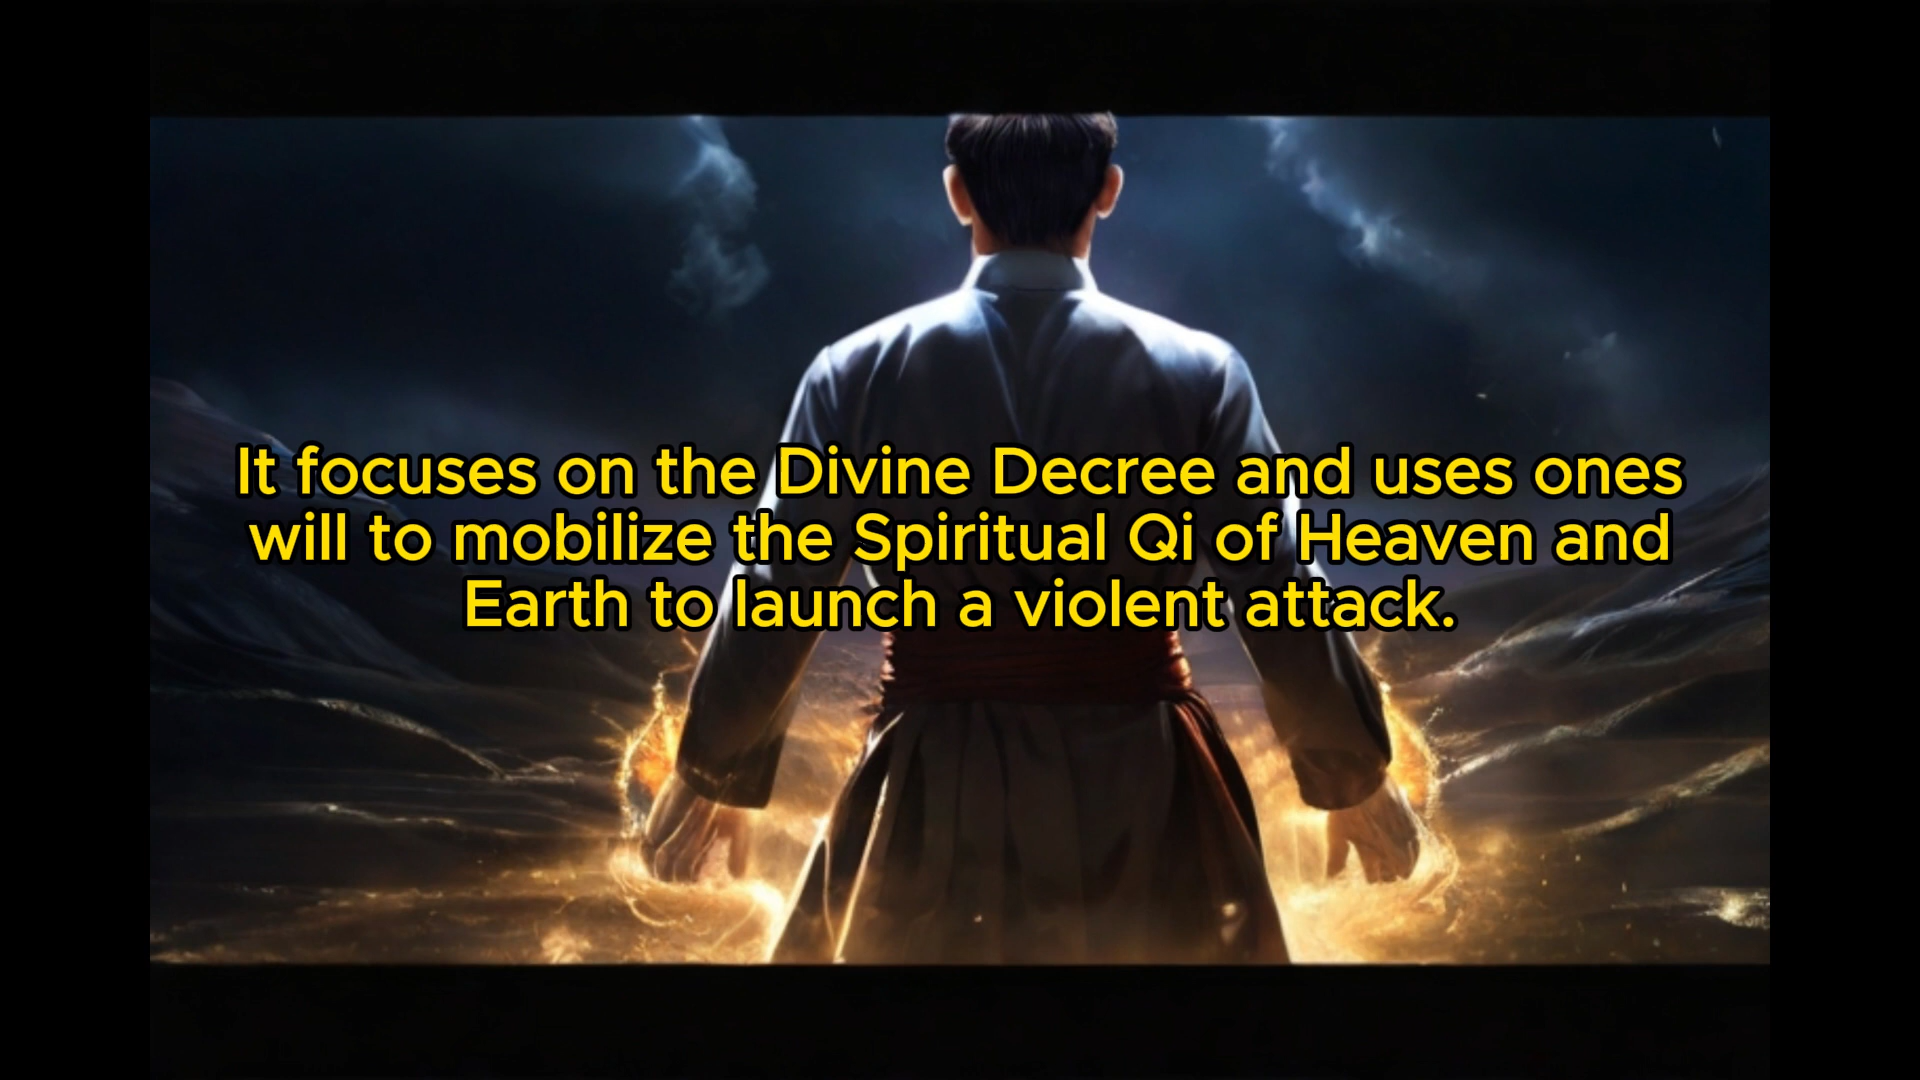 It focuses on the Divine Decree and uses ones
will to mobilize the Spiritual Qi of Heaven and
Earth to launch a violent attack.